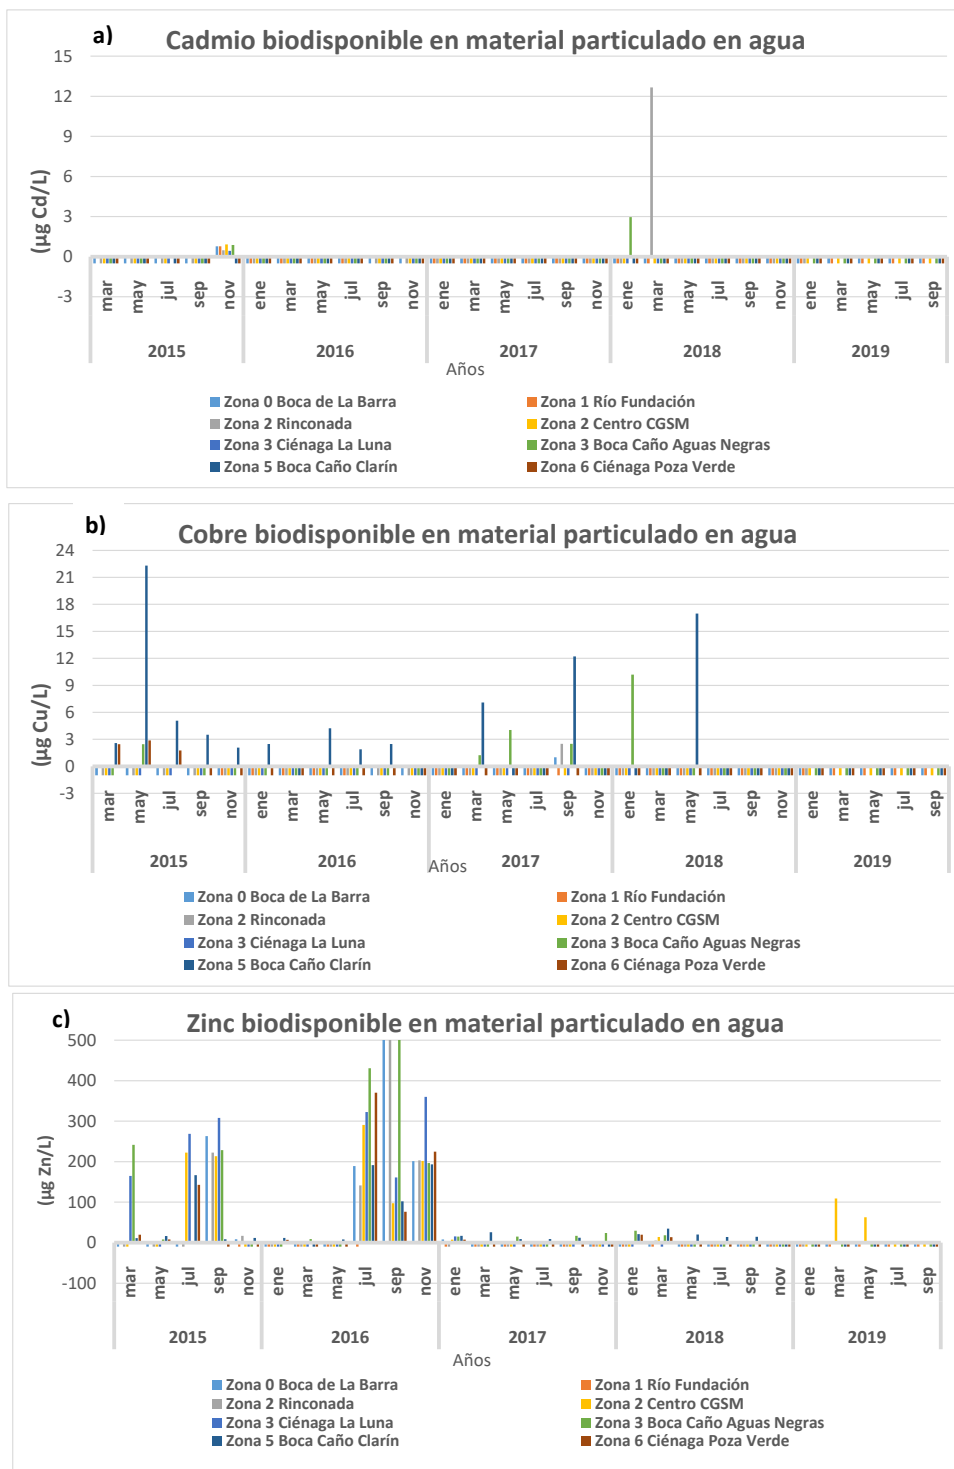 a)
Cadmio biodisponible en material particulado en agua
15
12
9
6
3
0
-3
(µg Cd/L)
mar may jul sep nov ene mar may jul sep nov ene mar may jul sep nov ene mar may jul sep nov ene mar may jul sep
2015 2016 2017 2018 2019
Años
Zona 0 Boca de La Barra Zona 1 Río Fundación
Zona 2 Rinconada Zona 2 Centro CGSM
Zona 3 Ciénaga La Luna Zona 3 Boca Caño Aguas Negras
Zona 5 Boca Caño Clarín Zona 6 Ciénaga Poza Verde
b)
Cobre biodisponible en material particulado en agua
24
21
18
15
12
9
6
3
0
-3
(µg Cu/L)
mar may jul sep nov ene mar may jul sep nov ene mar may jul sep nov ene mar may jul sep nov ene mar may jul sep
2015 2016 2017 2018 2019
Años
Zona 0 Boca de La Barra Zona 1 Río Fundación
Zona 2 Rinconada Zona 2 Centro CGSM
Zona 3 Ciénaga La Luna Zona 3 Boca Caño Aguas Negras
Zona 5 Boca Caño Clarín Zona 6 Ciénaga Poza Verde
c)
Zinc biodisponible en material particulado en agua
500
400
300
200
100
0
-100
(µg Zn/L)
mar may jul sep nov ene mar may jul sep nov ene mar may jul sep nov ene mar may jul sep nov ene mar may jul sep
2015 2016 2017 2018 2019
Años
Zona 0 Boca de La Barra Zona 1 Río Fundación
Zona 2 Rinconada Zona 2 Centro CGSM
Zona 3 Ciénaga La Luna Zona 3 Boca Caño Aguas Negras
Zona 5 Boca Caño Clarín Zona 6 Ciénaga Poza Verde